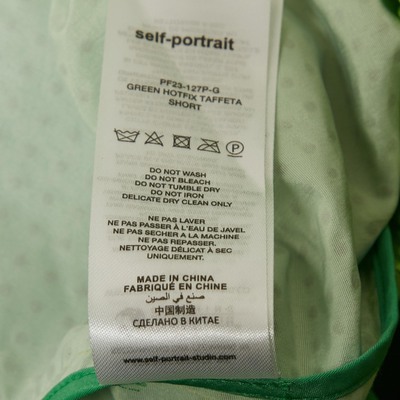 self-portrait
PF23-127P-G
GREEN HOTFIX TAFFETA
SHORT
P
DO NOT WASH
DO NOT BLEACH
DO NOT TUMBLE DRY
DO NOT IRON
DELICATE DRY CLEAN ONLY
NE PAS LAVER
NE PAS PASSER À L'EAU DE JAVEL
NE PAS SECHER A LA MACHINE
NE PAS REPASSER.
NETTOYAGE DÉLICAT À SEC
UNIQUEMENT.
MADE IN CHINA
FABRIQUÉ EN CHINE
صنع في الصين
中国制造
СДЕЛАНО В КИТАЕ
www.self-portrait-studio.com